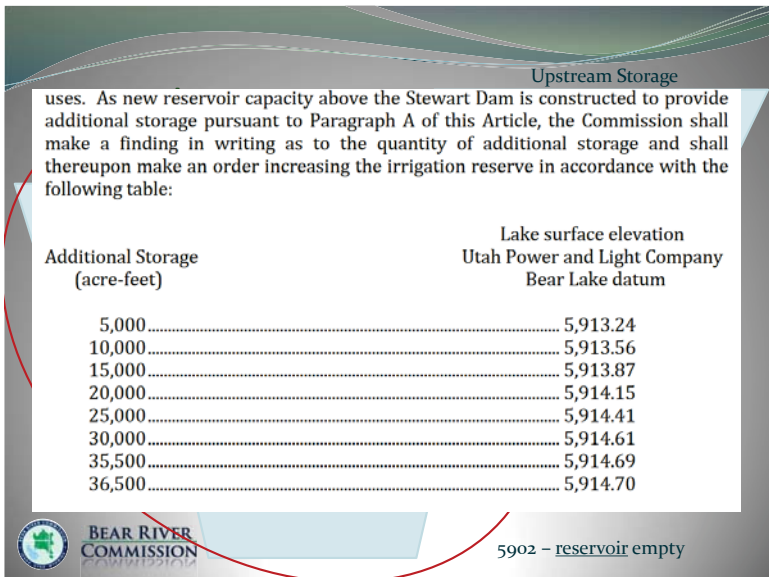 Upstream Storage
uses. As new reservoir capacity above the Stewart Dam is constructed to provide
additional storage pursuant to Paragraph A of this Article, the Commission shall
make a finding in writing as to the quantity of additional storage and shall
thereupon make an order increasing the irrigation reserve in accordance with the
following table:
Lake surface elevation
Additional Storage Utah Power and Light Company
(acre-feet) Bear Lake datum
5,000 ........ 5,913.24
10,000 ........ 5,913.56
15,000 ........ 5,913.87
20,000 ........ 5,914.15
25,000 ........ 5,914.41
30,000 ........ 5,914.61
35,500 ........ 5,914.69
36,500 ........ 5,914.70
BEAR RIVER
COMMISSION
5902 – reservoir empty